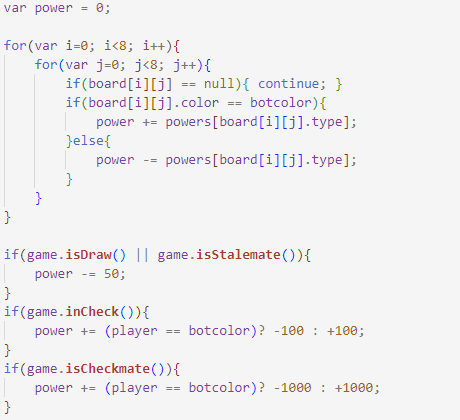 var power = 0;

for(var i=0; i<8; i++){
    for(var j=0; j<8; j++){
        if(board[i][j] == null){ continue; }
        if(board[i][j].color == botcolor){
            power += powers[board[i][j].type];
        }else{
            power -= powers[board[i][j].type];
        }
    }
}

if(game.isDraw() || game.isStalemate()){
    power -= 50;
}
if(game.inCheck()){
    power += (player == botcolor)? -100 : +100;
}
if(game.isCheckmate()){
    power += (player == botcolor)? -1000 : +1000;
}